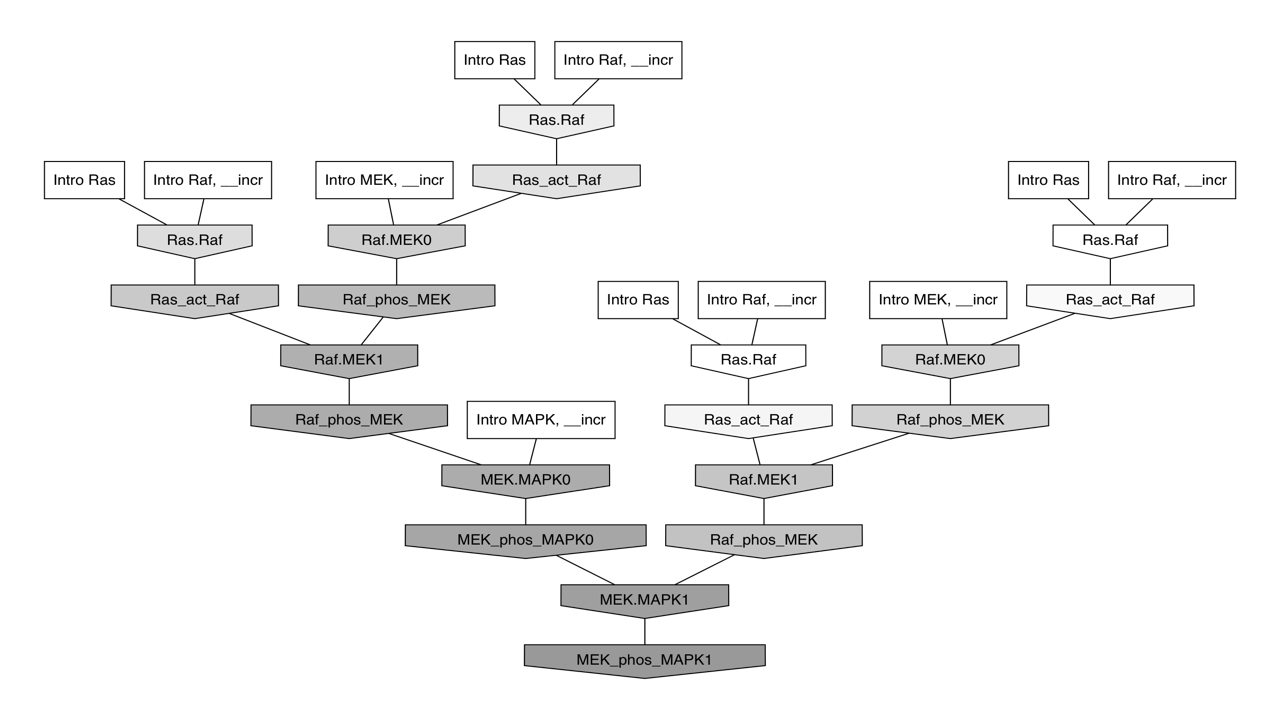 Intro Ras
Intro Raf, __incr
Ras.Raf
Intro Ras
Intro Raf, __incr
Intro MEK, __incr
Ras_act_Raf
Intro Ras
Intro Raf, __incr
Ras.Raf
Raf.MEK0
Ras.Raf
Ras_act_Raf
Raf_phos_MEK
Intro Ras
Intro Raf, __incr
Intro MEK, __incr
Ras_act_Raf
Raf.MEK1
Ras.Raf
Raf.MEK0
Raf_phos_MEK
Intro MAPK, __incr
Ras_act_Raf
Raf_phos_MEK
MEK.MAPK0
Raf.MEK1
MEK_phos_MAPK0
Raf_phos_MEK
MEK.MAPK1
MEK_phos_MAPK1